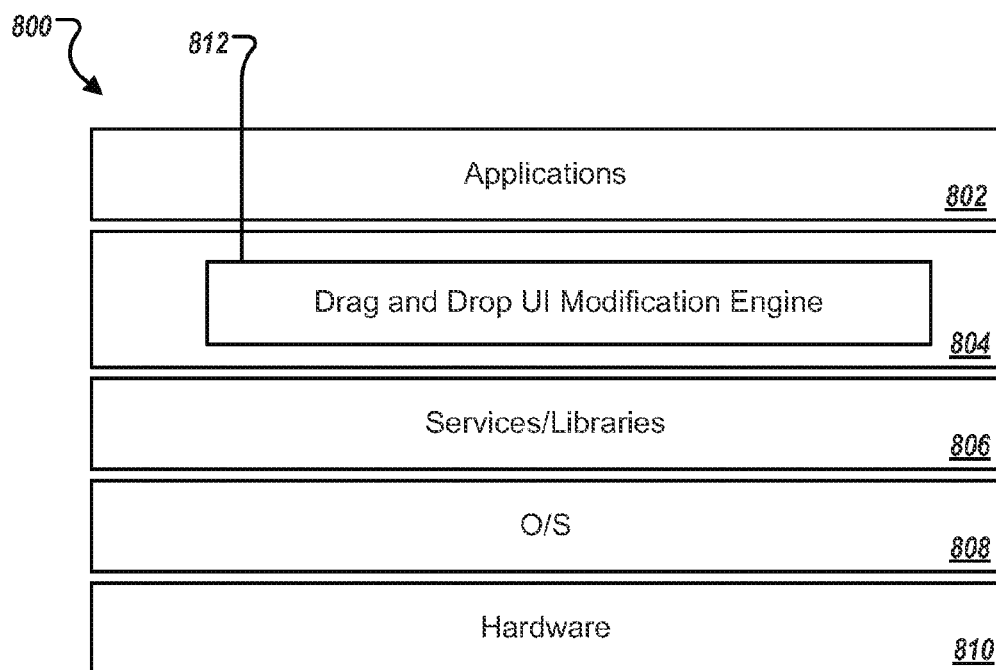 800
812
Applications
802
Drag and Drop UI Modification Engine
804
Services/Libraries
806
O/S
808
Hardware
810